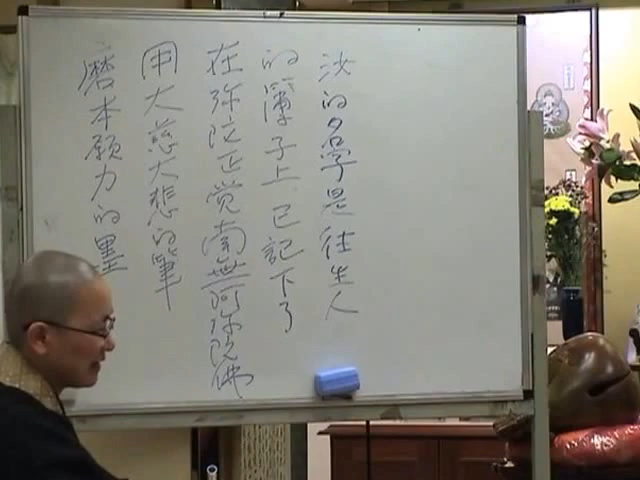 磨本願力的墨
用大慈大悲的筆
在弥陀正覚南無阿弥陀佛
的簿子上、已記下了
汝的名字是往生人